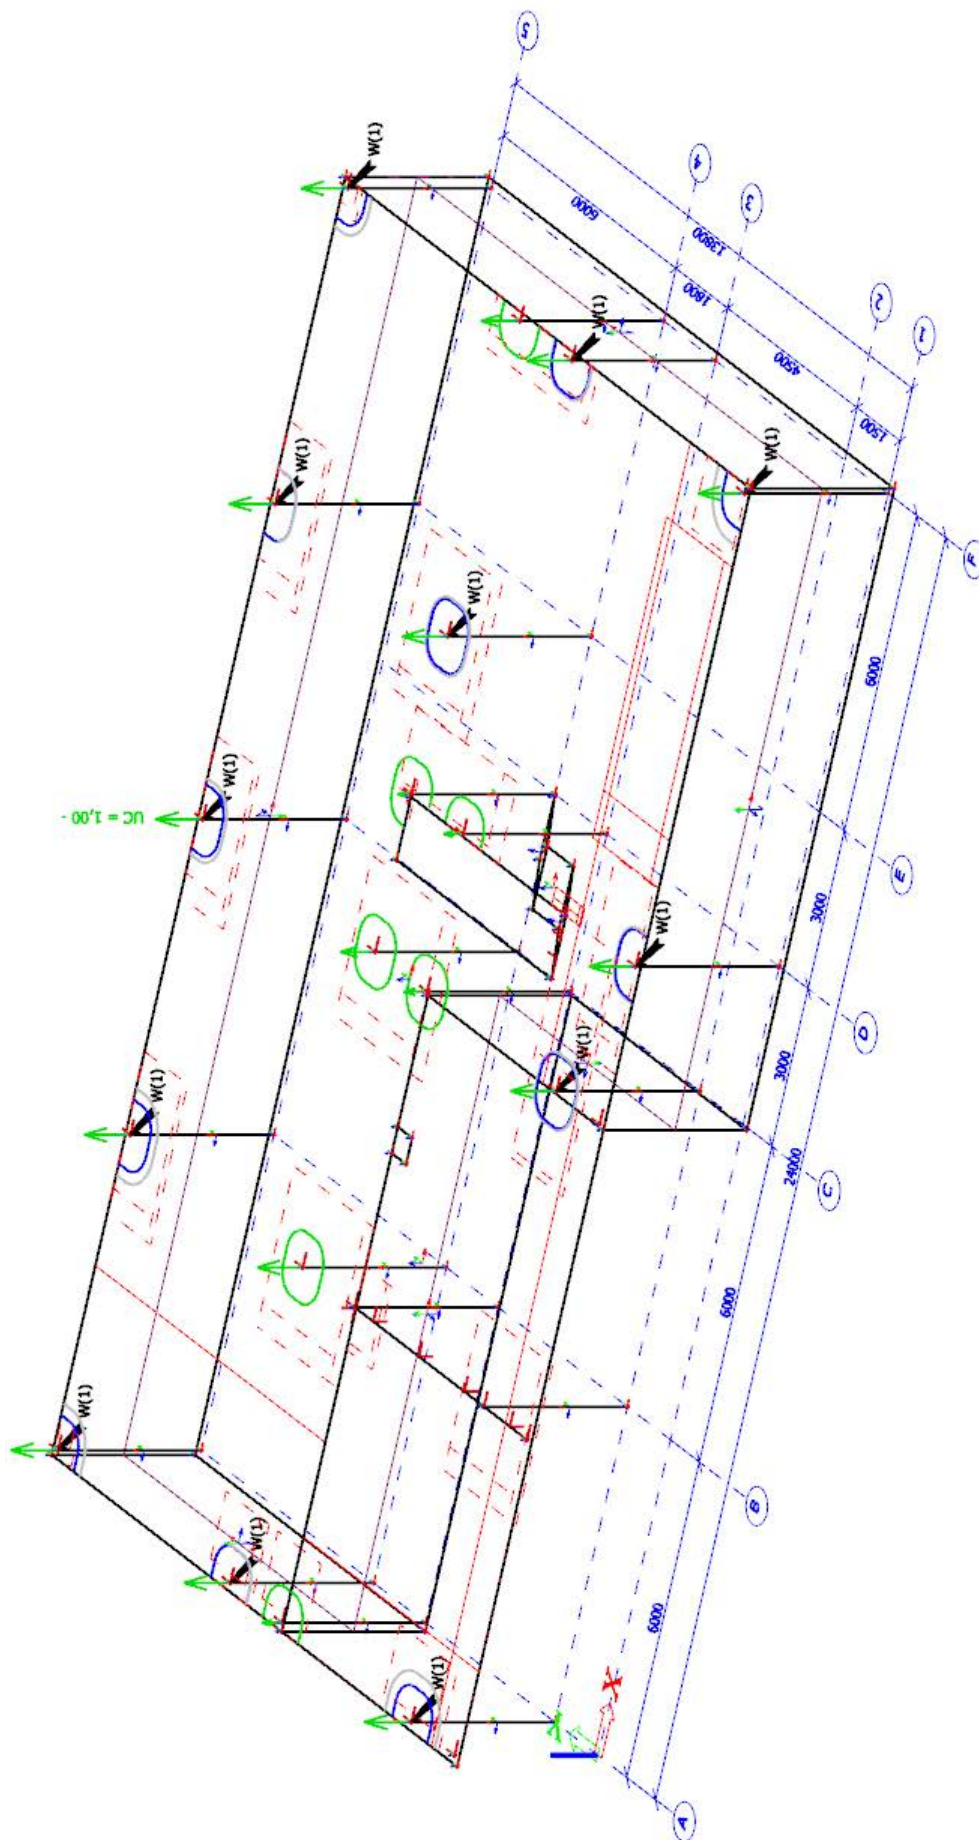 5
4
3
2
1
6000
1800
13800
4500
1500
F
E
D
C
B
A
6000
3000
3000
24000
6000
6000
W(1)
W(1)
W(1)
W(1)
W(1)
W(1)
W(1)
W(1)
W(1)
W(1)
W(1)
W(1)
UC = 1,00 -
X
Y